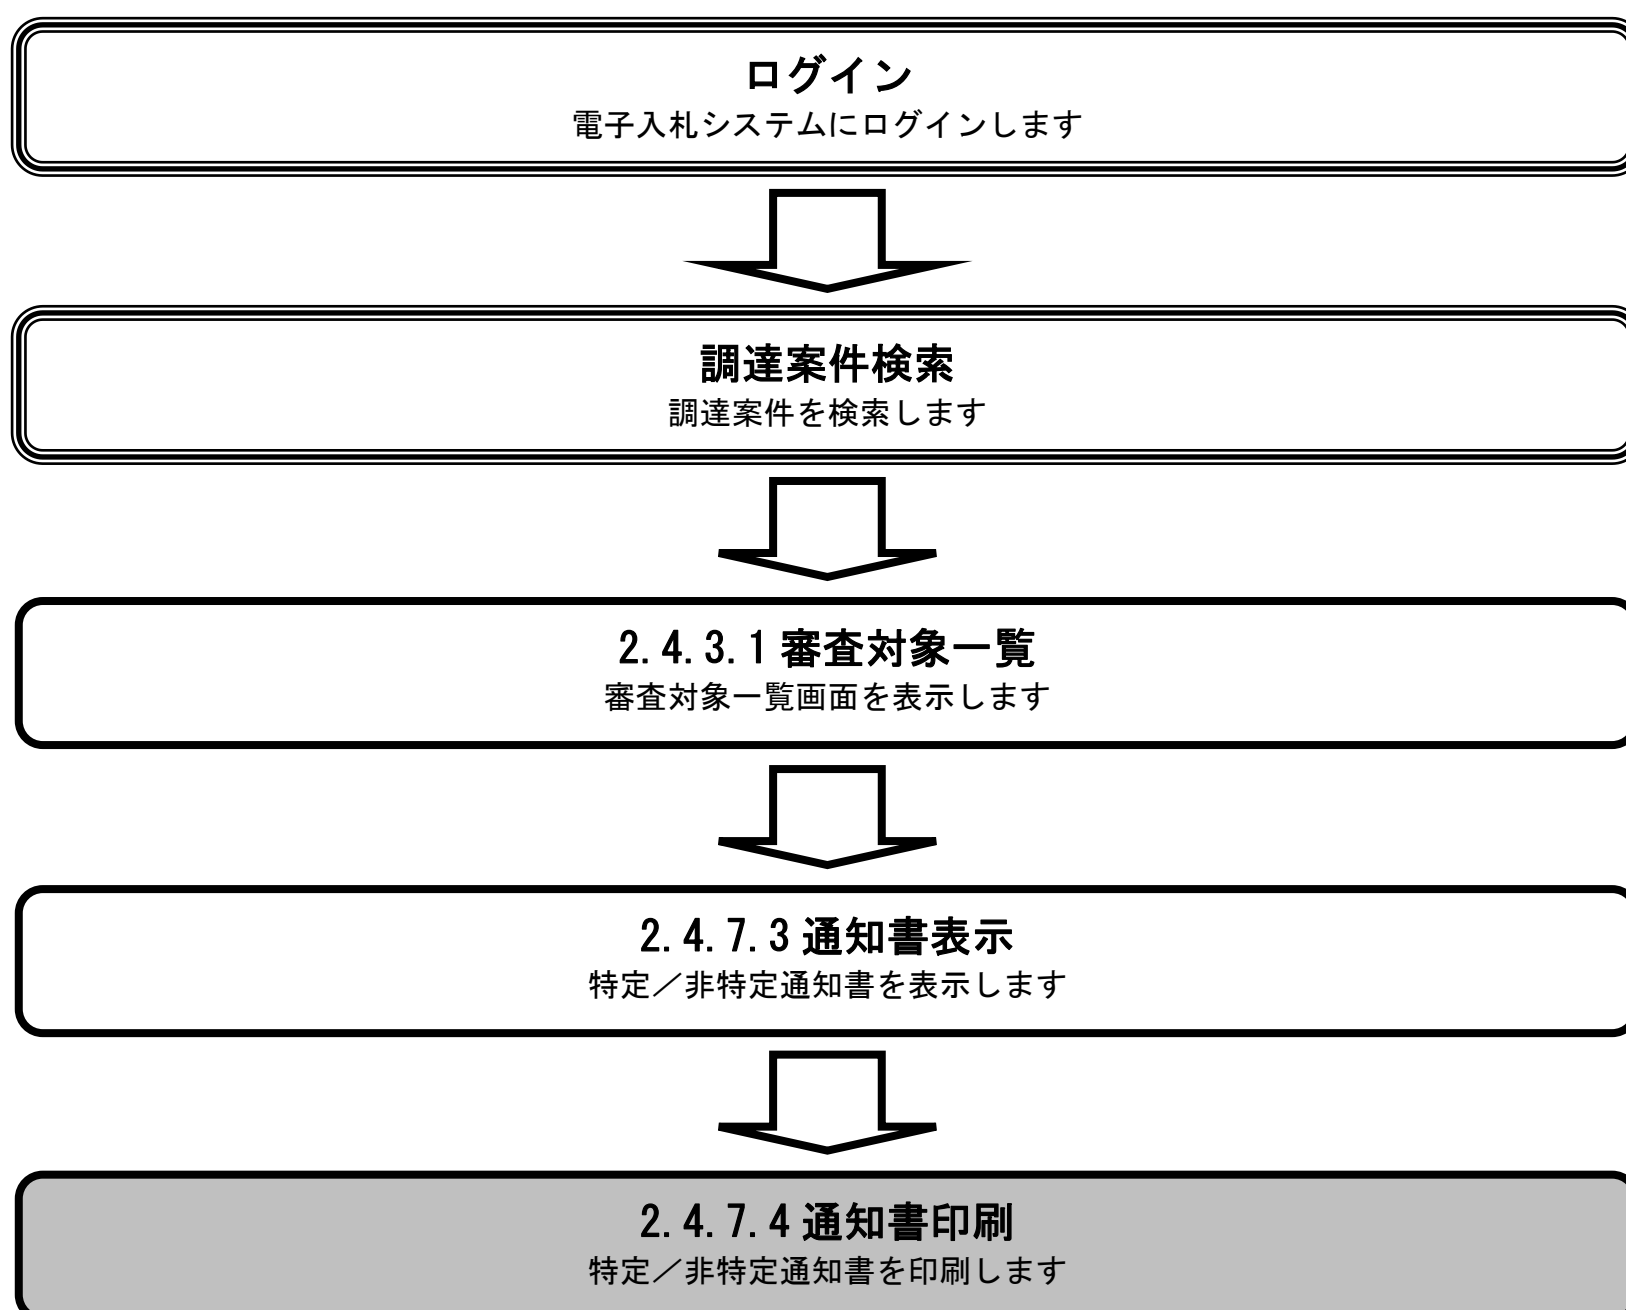 ログイン
電子入札システムにログインします
調達案件検索
調達案件を検索します
2.4.3.1 審査対象一覧
審査対象一覧画面を表示します
2.4.7.3 通知書表示
特定／非特定通知書を表示します
2.4.7.4 通知書印刷
特定／非特定通知書を印刷します